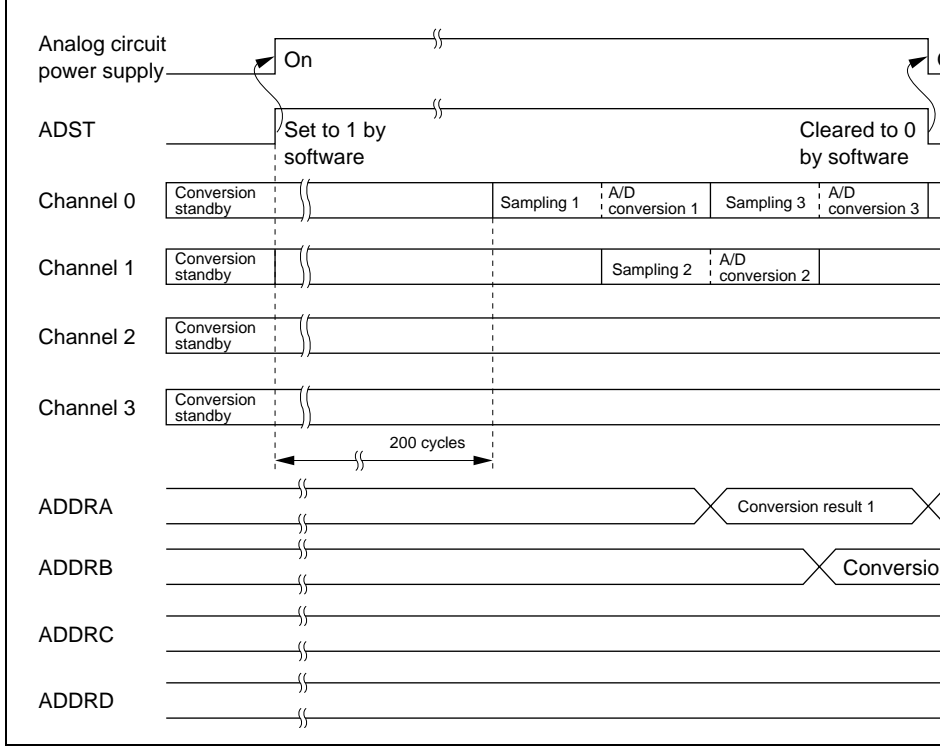 Analog circuit
power supply
On
ADST
Set to 1 by
software
Cleared to 0
by software
Channel 0
Conversion
standby
Sampling 1
A/D
conversion 1
Sampling 3
A/D
conversion 3
Channel 1
Conversion
standby
Sampling 2
A/D
conversion 2
Channel 2
Conversion
standby
Channel 3
Conversion
standby
200 cycles
ADDRA
Conversion result 1
ADDRB
Conversio
ADDRC
ADDRD